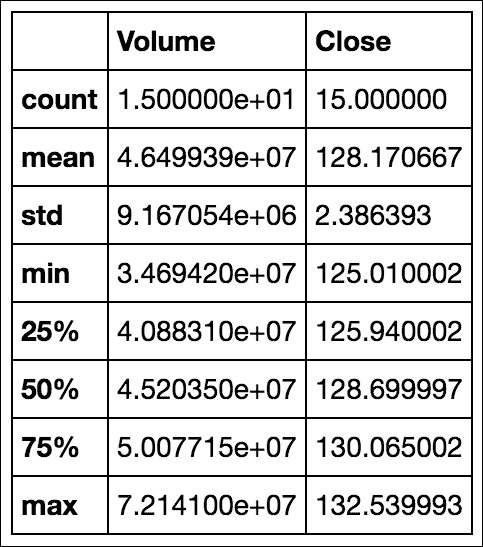 Volume Close
count 1.500000e+01 15.000000
mean 4.649939e+07 128.170667
std 9.167054e+06 2.386393
min 3.469420e+07 125.010002
25% 4.088310e+07 125.940002
50% 4.520350e+07 128.699997
75% 5.007715e+07 130.065002
max 7.214100e+07 132.539993